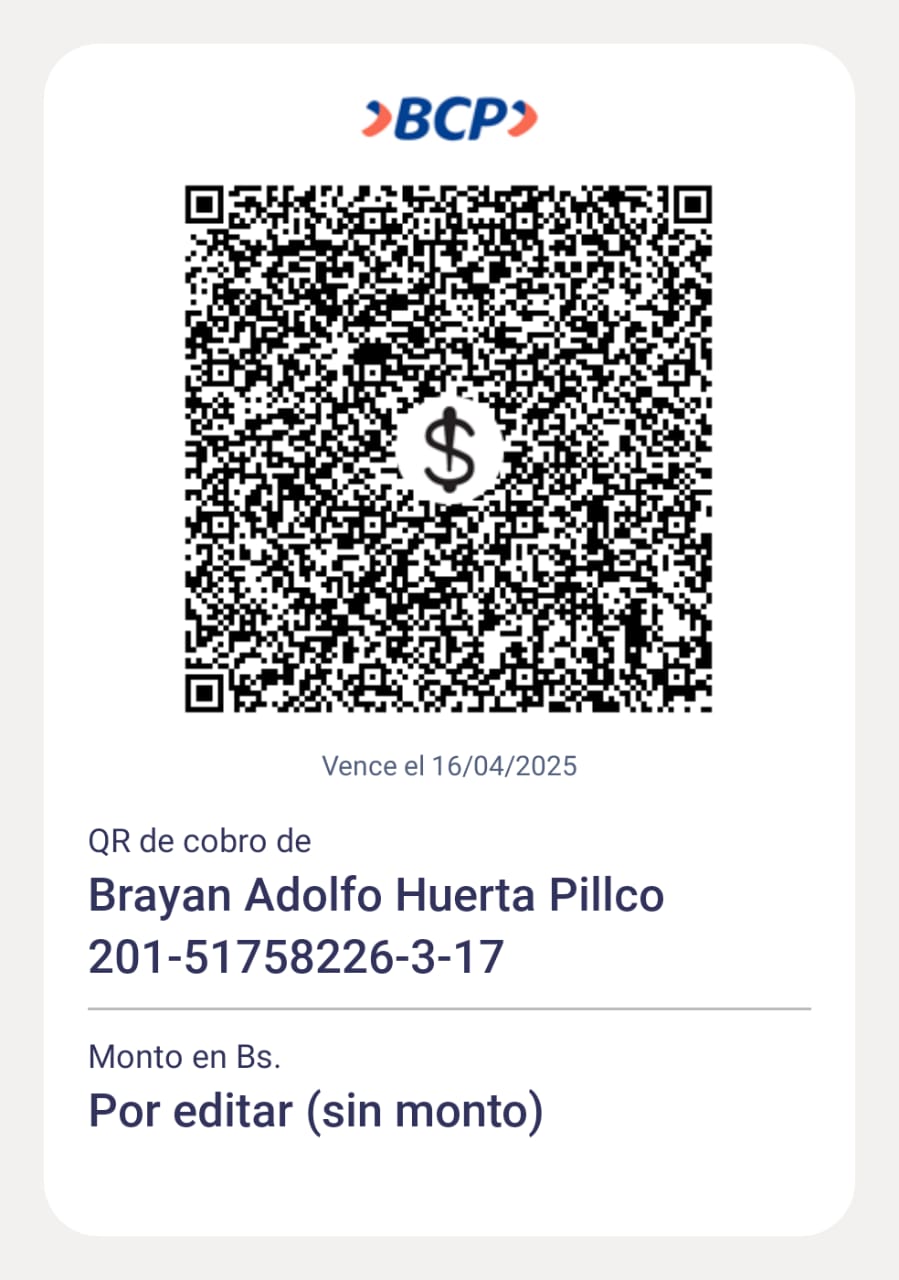 BCP
$
Vence el 16/04/2025
QR de cobro de
Brayan Adolfo Huerta Pillco
201-51758226-3-17
Monto en Bs.
Por editar (sin monto)